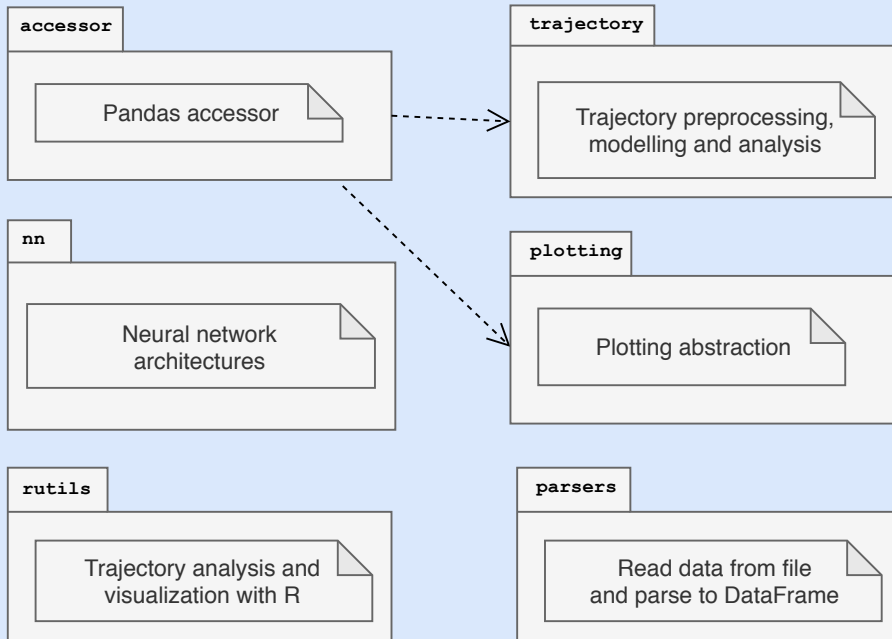 accessor
Pandas accessor
trajectory
Trajectory preprocessing,
modelling and analysis
nn
Neural network
architectures
plotting
Plotting abstraction
rutils
Trajectory analysis and
visualization with R
parsers
Read data from file
and parse to DataFrame